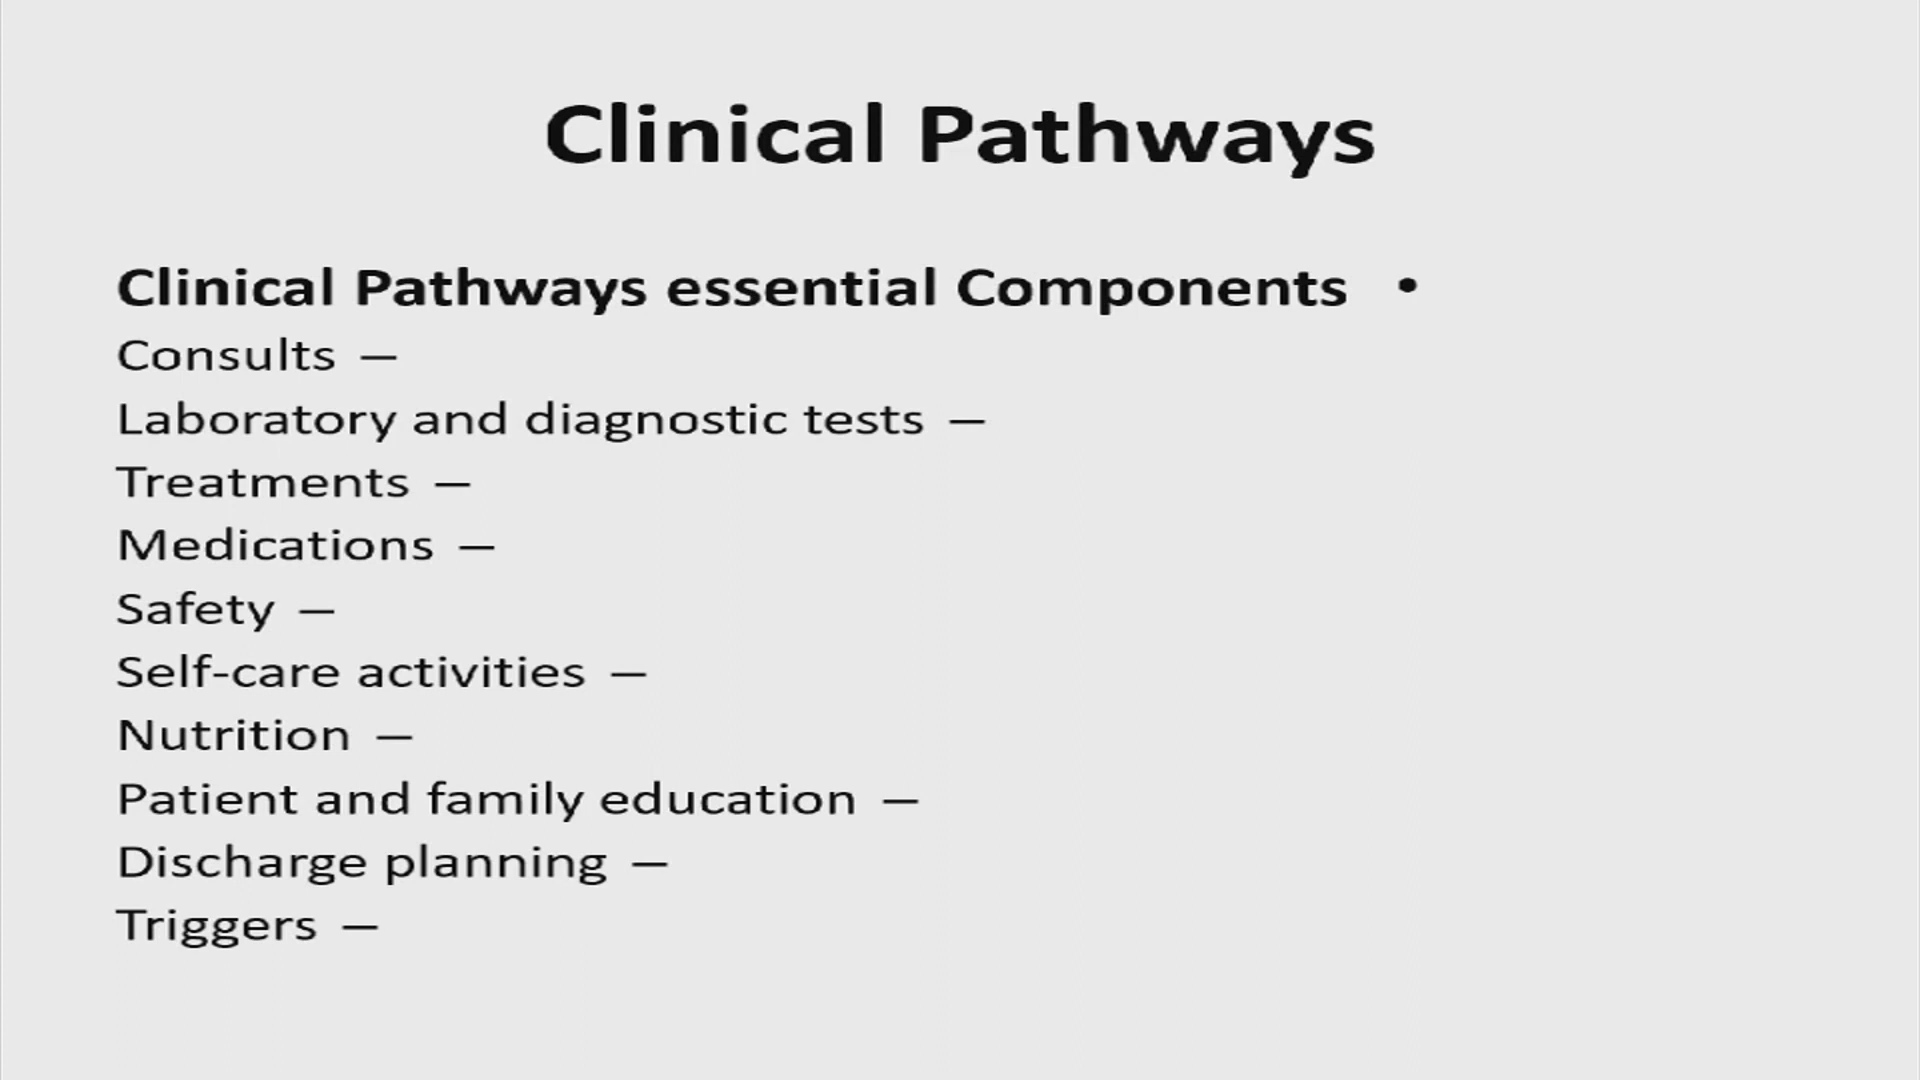 Clinical Pathways
Clinical Pathways essential Components •
Consults –
Laboratory and diagnostic tests –
Treatments –
Medications –
Safety –
Self-care activities –
Nutrition –
Patient and family education –
Discharge planning –
Triggers –